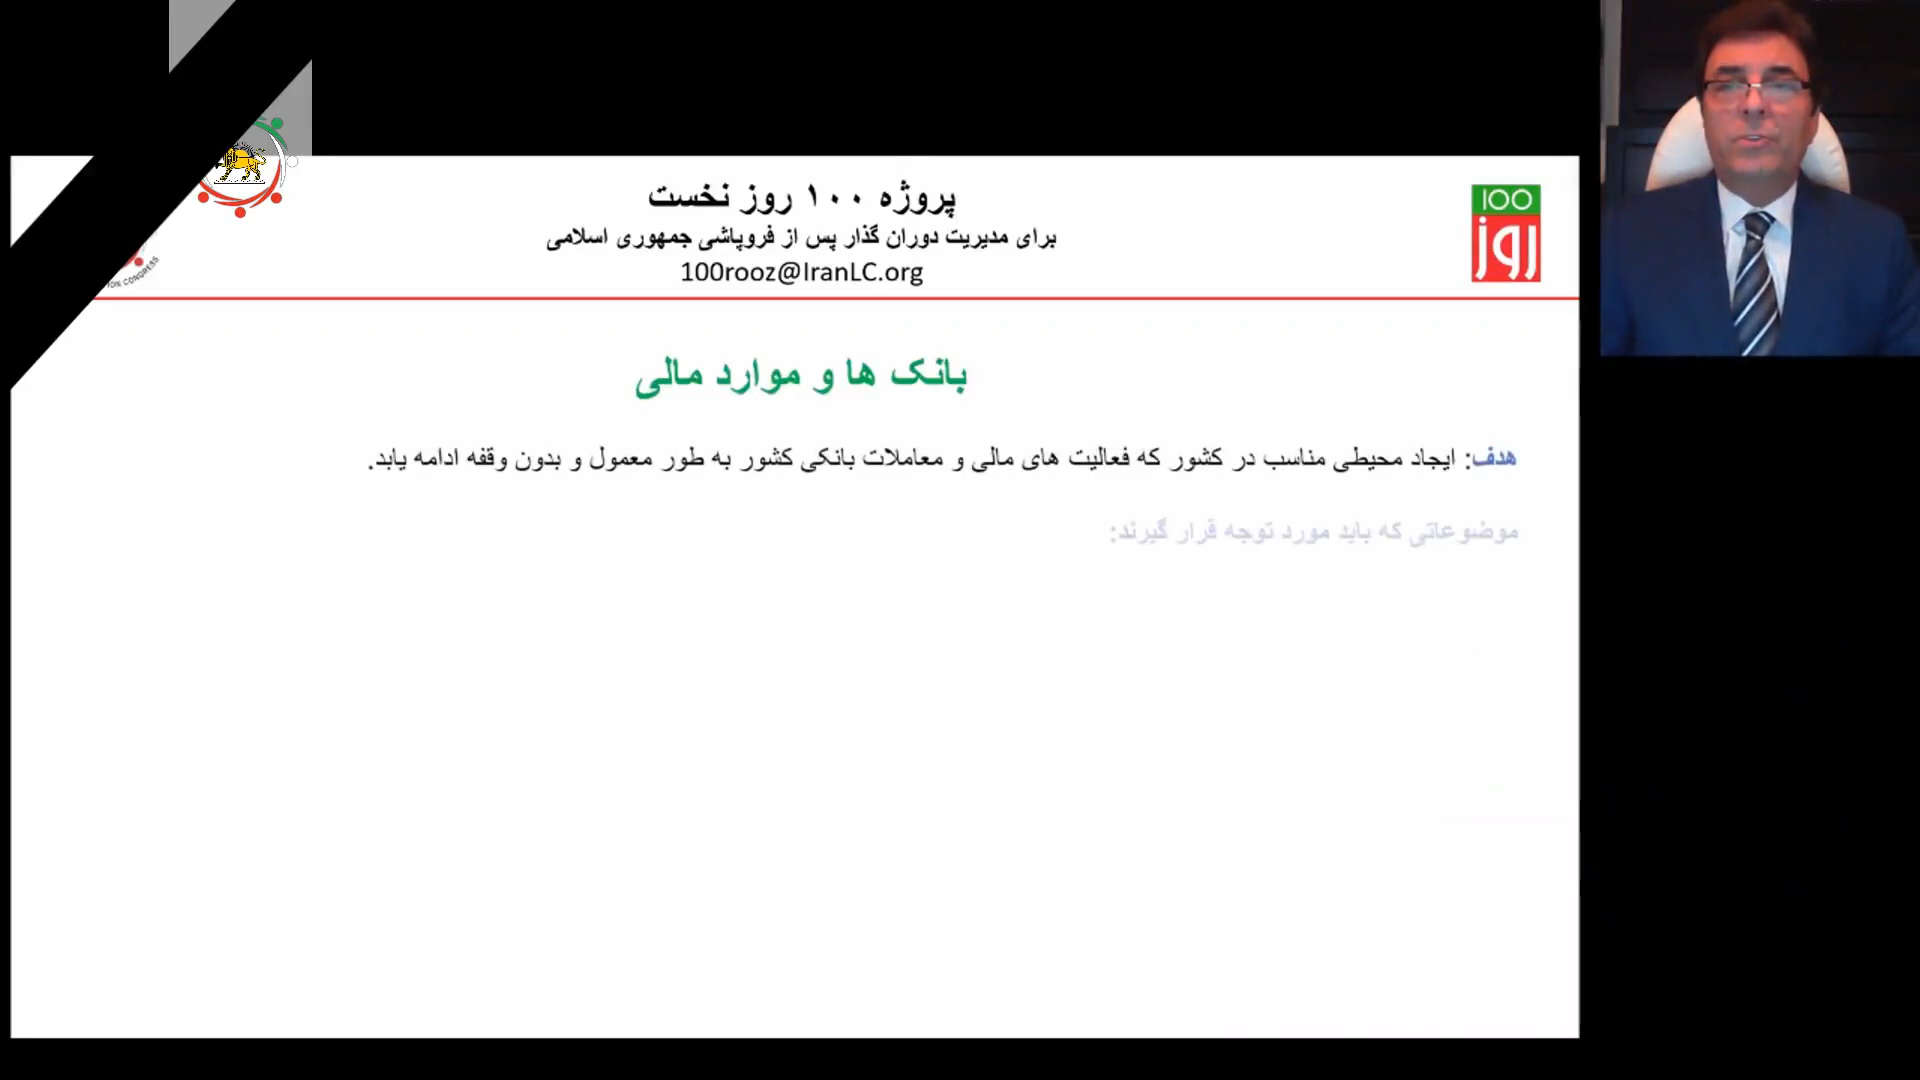 پروژه ۱۰۰ روز نخست
برای مدیریت دوران گذار پس از فروپاشی جمهوری اسلامی
100rooz@IranLC.org
100
روز
CONGRESS
بانک ها و موارد مالی
هدف: ایجاد محیطی مناسب در کشور که فعالیت های مالی و معاملات بانکی کشور به طور معمول و بدون وقفه ادامه یابد.
موضوعاتی که باید مورد توجه قرار گیرند: